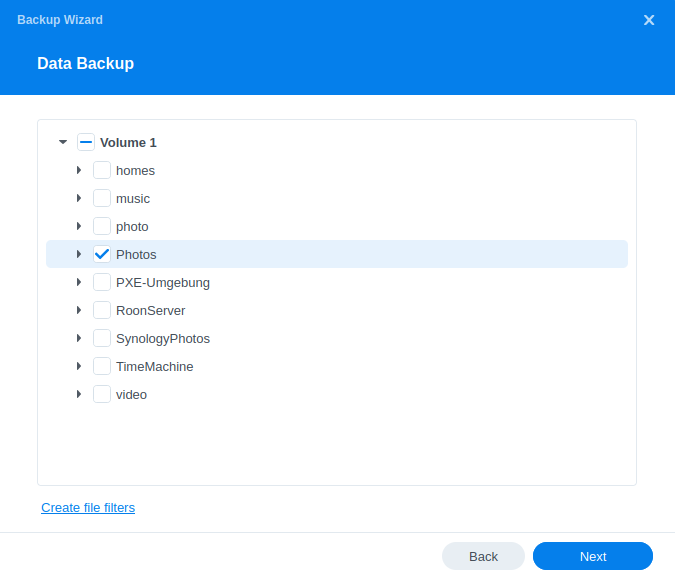 Backup Wizard
Data Backup
Volume 1
homes
music
photo
Photos
PXE-Umgebung
RoonServer
SynologyPhotos
TimeMachine
video
Create file filters
Back Next